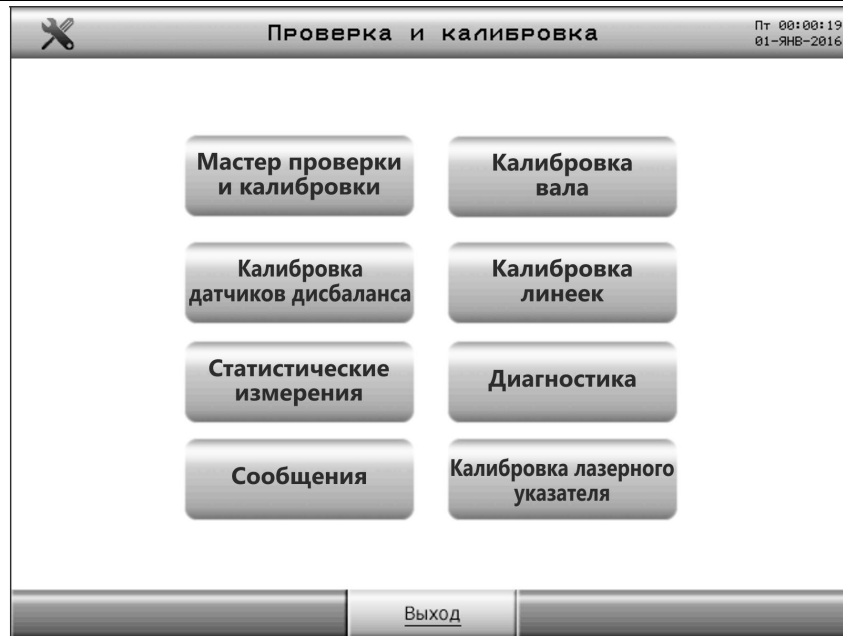 Проверка и калибровка
Пт 00:00:19
01-ЯНВ-2016
Мастер проверки
и калибровки
Калибровка
вала
Калибровка
датчиков дисбаланса
Калибровка
линеек
Статистические
измерения
Диагностика
Сообщения
Калибровка лазерного
указателя
Выход